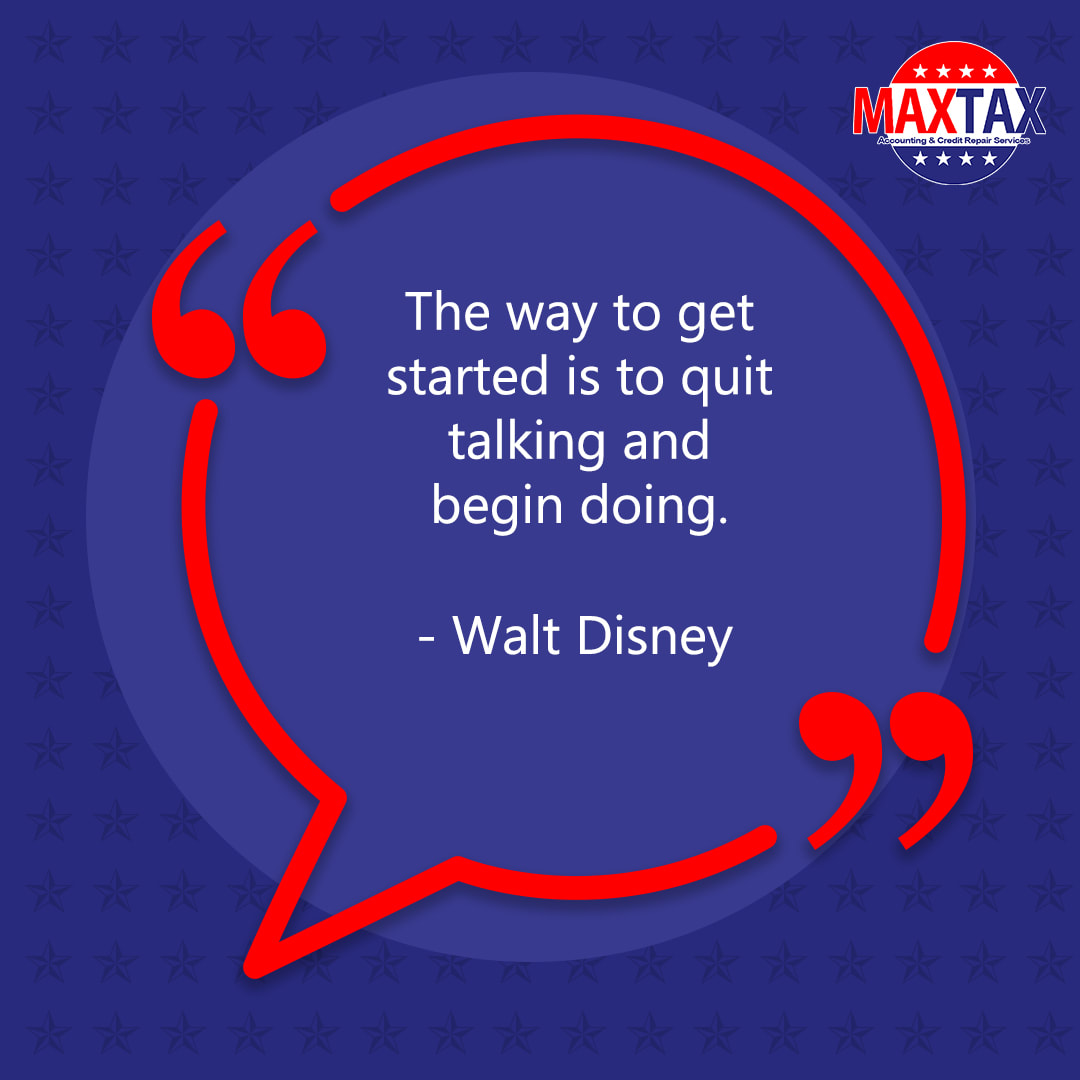 MAXTAX
Accounting & Credit Repair Services
The way to get
started is to quit
talking and
begin doing.
- Walt Disney